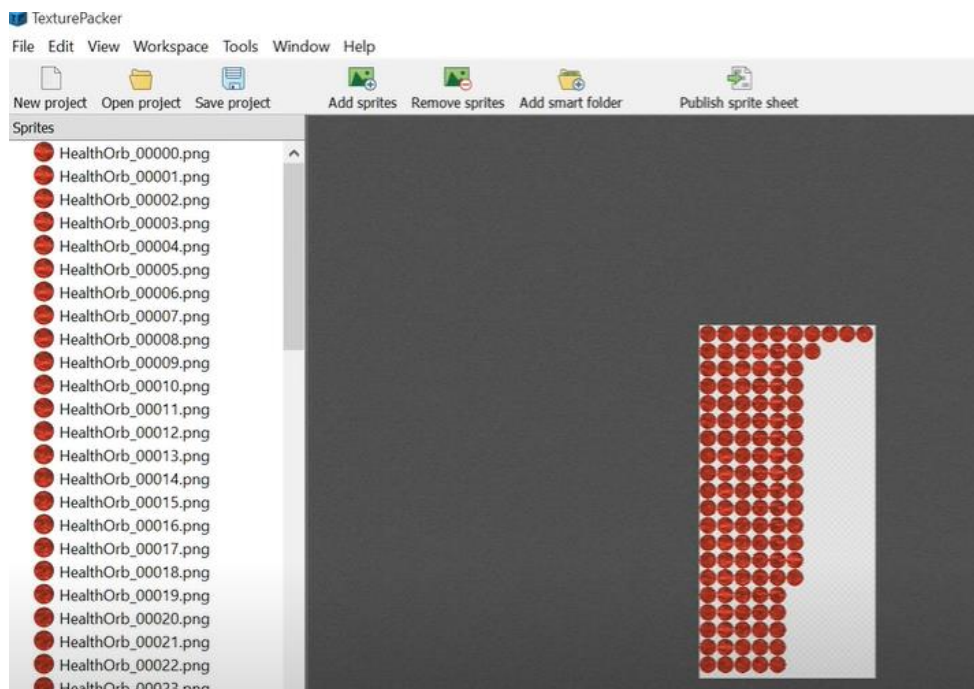 TexturePacker
File Edit View Workspace Tools Window Help
New project Open project Save project Add sprites Remove sprites Add smart folder Publish sprite sheet
Sprites
HealthOrb_00000.png
HealthOrb_00001.png
HealthOrb_00002.png
HealthOrb_00003.png
HealthOrb_00004.png
HealthOrb_00005.png
HealthOrb_00006.png
HealthOrb_00007.png
HealthOrb_00008.png
HealthOrb_00009.png
HealthOrb_00010.png
HealthOrb_00011.png
HealthOrb_00012.png
HealthOrb_00013.png
HealthOrb_00014.png
HealthOrb_00015.png
HealthOrb_00016.png
HealthOrb_00017.png
HealthOrb_00018.png
HealthOrb_00019.png
HealthOrb_00020.png
HealthOrb_00021.png
HealthOrb_00022.png
HealthOrb_00023.png